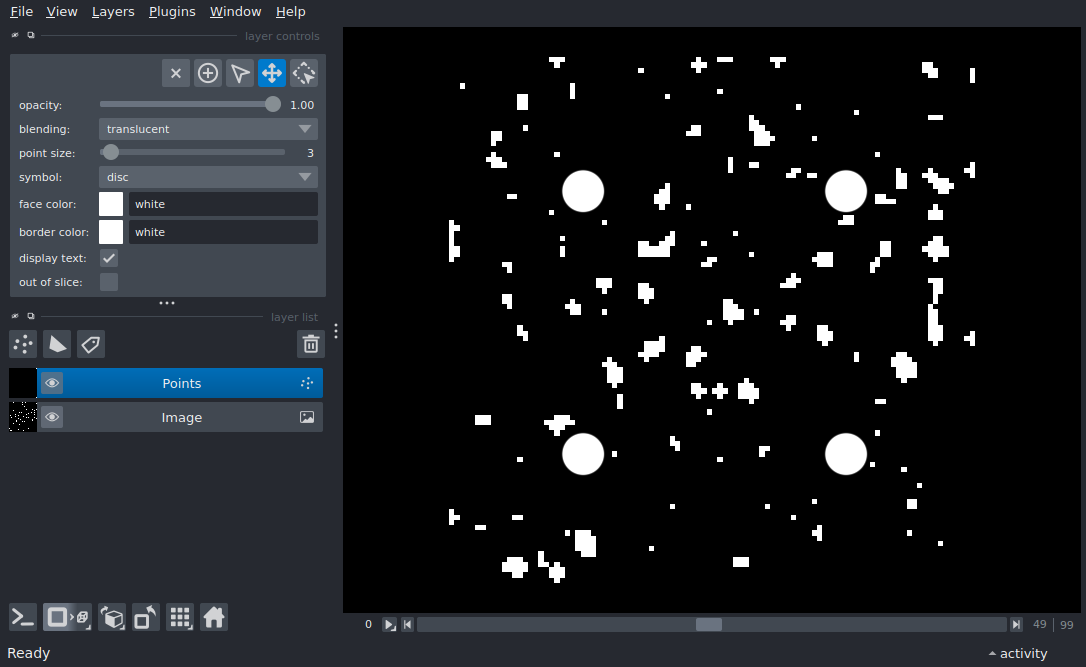 File View Layers Plugins Window Help
layer controls
opacity: 1.00
blending: translucent
point size: 3
symbol: disc
face color: white
border color: white
display text:
out of slice:
layer list
Points
Image
0 49 99
Ready activity